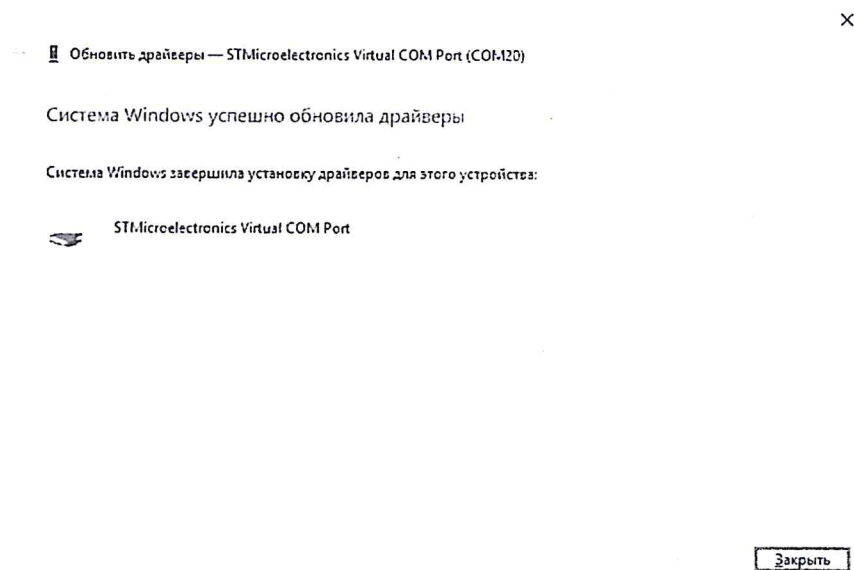 Обновить драйверы — STMicroelectronics Virtual COM Port (COM20)
Система Windows успешно обновила драйверы
Система Windows завершила установку драйверов для этого устройства:
STMicroelectronics Virtual COM Port
Закрыть